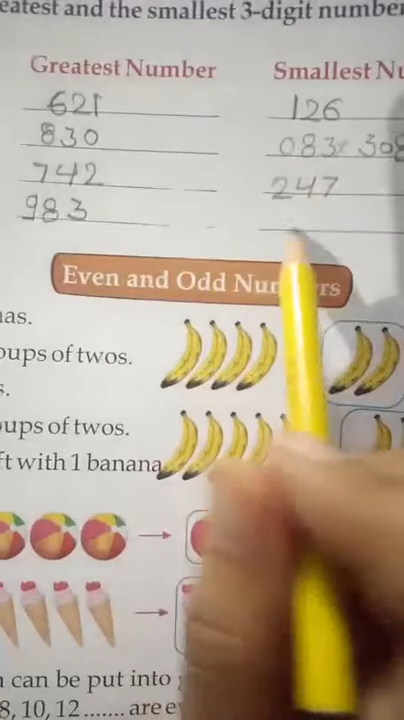 eatest and the smallest 3-digit number
Greatest Number Smallest Nu
621 126
830 083× 308
742 247
983
Even and Odd Num rs
nas.
oups of twos.
s.
oups of twos.
ft with 1 banana
n can be put into
8, 10, 12 ....... are e